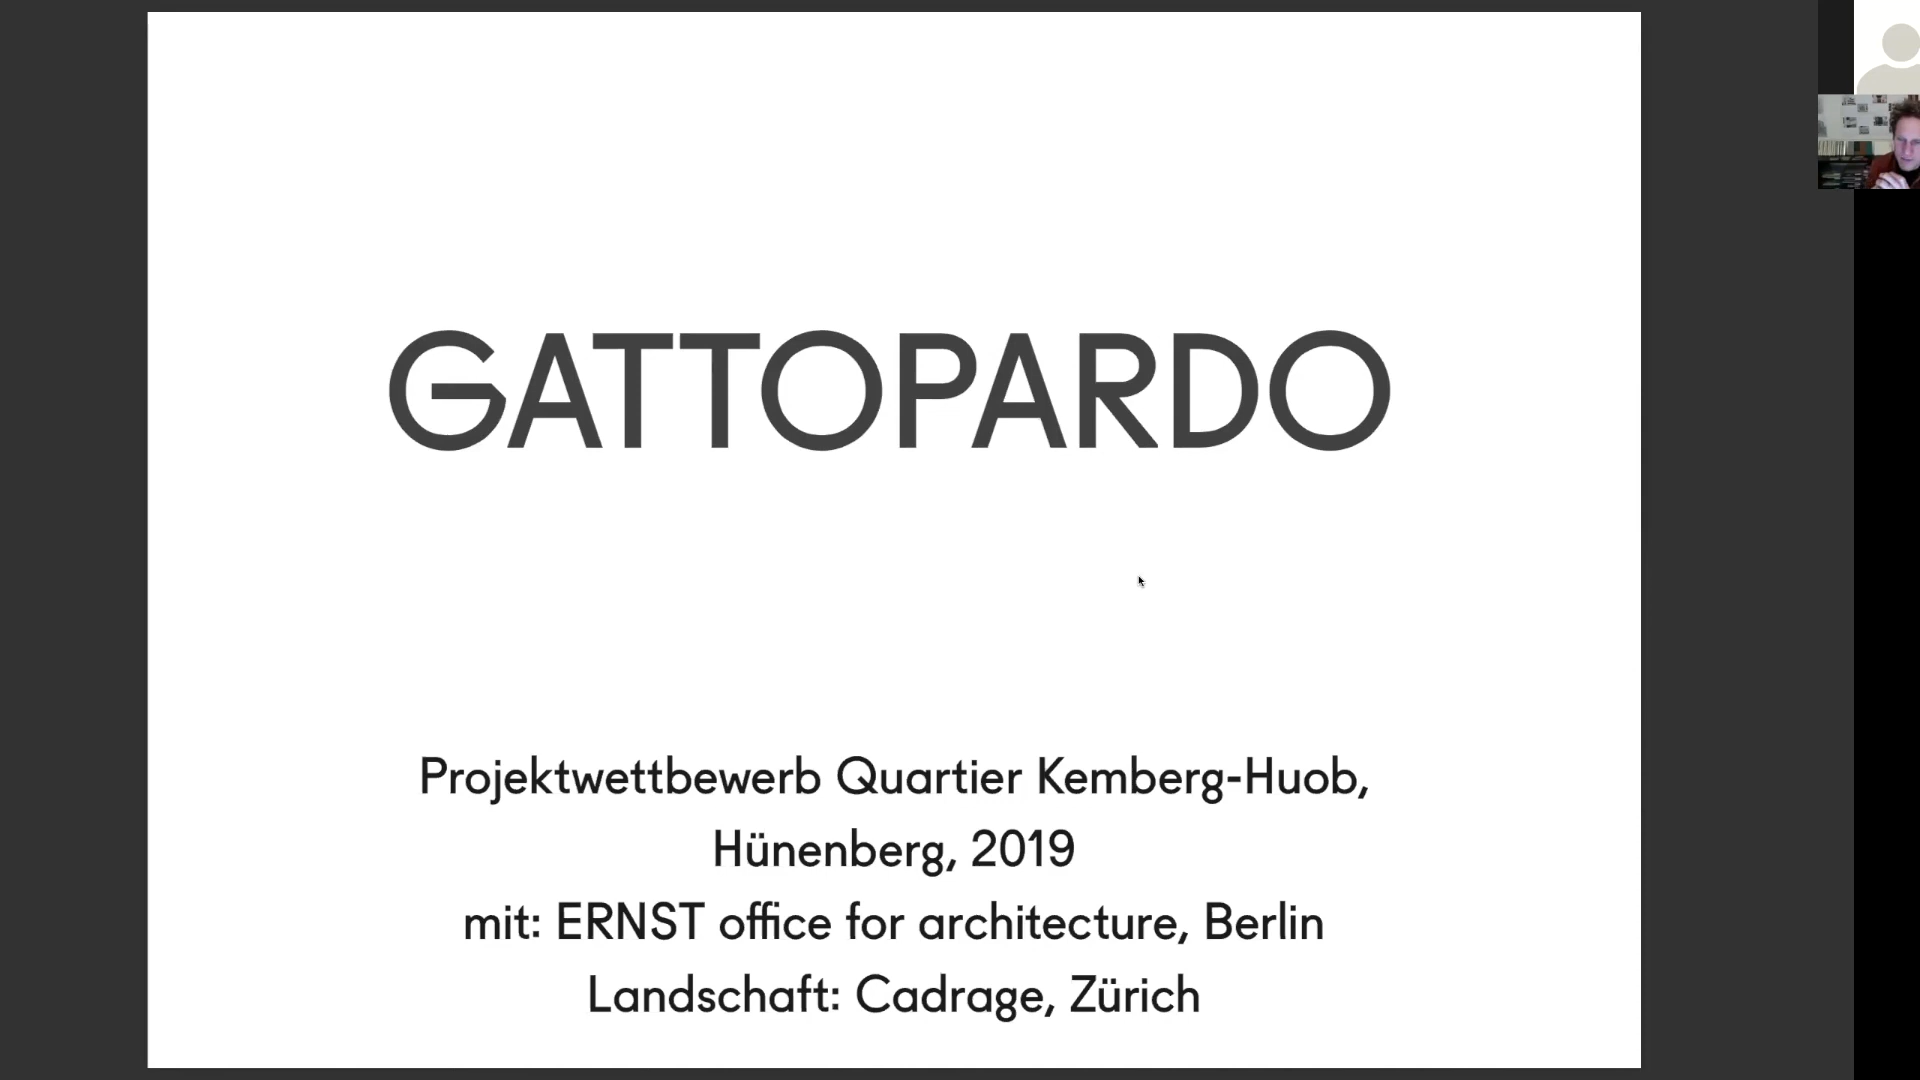 GATTOPARDO
Projektwettbewerb Quartier Kemberg-Huob,
Hünenberg, 2019
mit: ERNST office for architecture, Berlin
Landschaft: Cadrage, Zürich